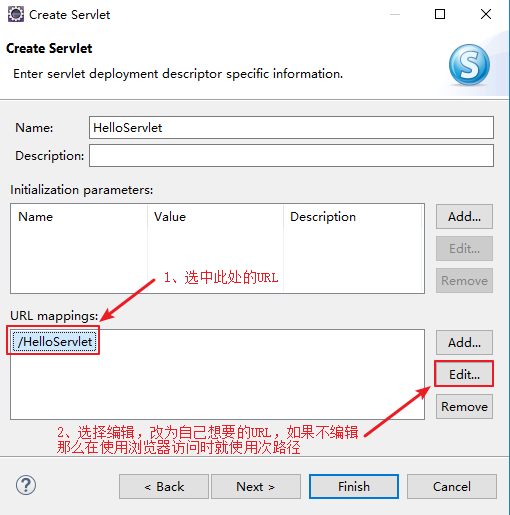 Create Servlet
Create Servlet
Enter servlet deployment descriptor specific information.
S
Name: HelloServlet
Description:
Initialization parameters:
Name Value Description
Add...
Edit...
Remove
1、选中此处的URL
URL mappings:
/HelloServlet
Add...
Edit...
Remove
2、选择编辑，改为自己想要的URL，如果不编辑
那么在使用浏览器访问时就使用次路径
? < Back Next > Finish Cancel